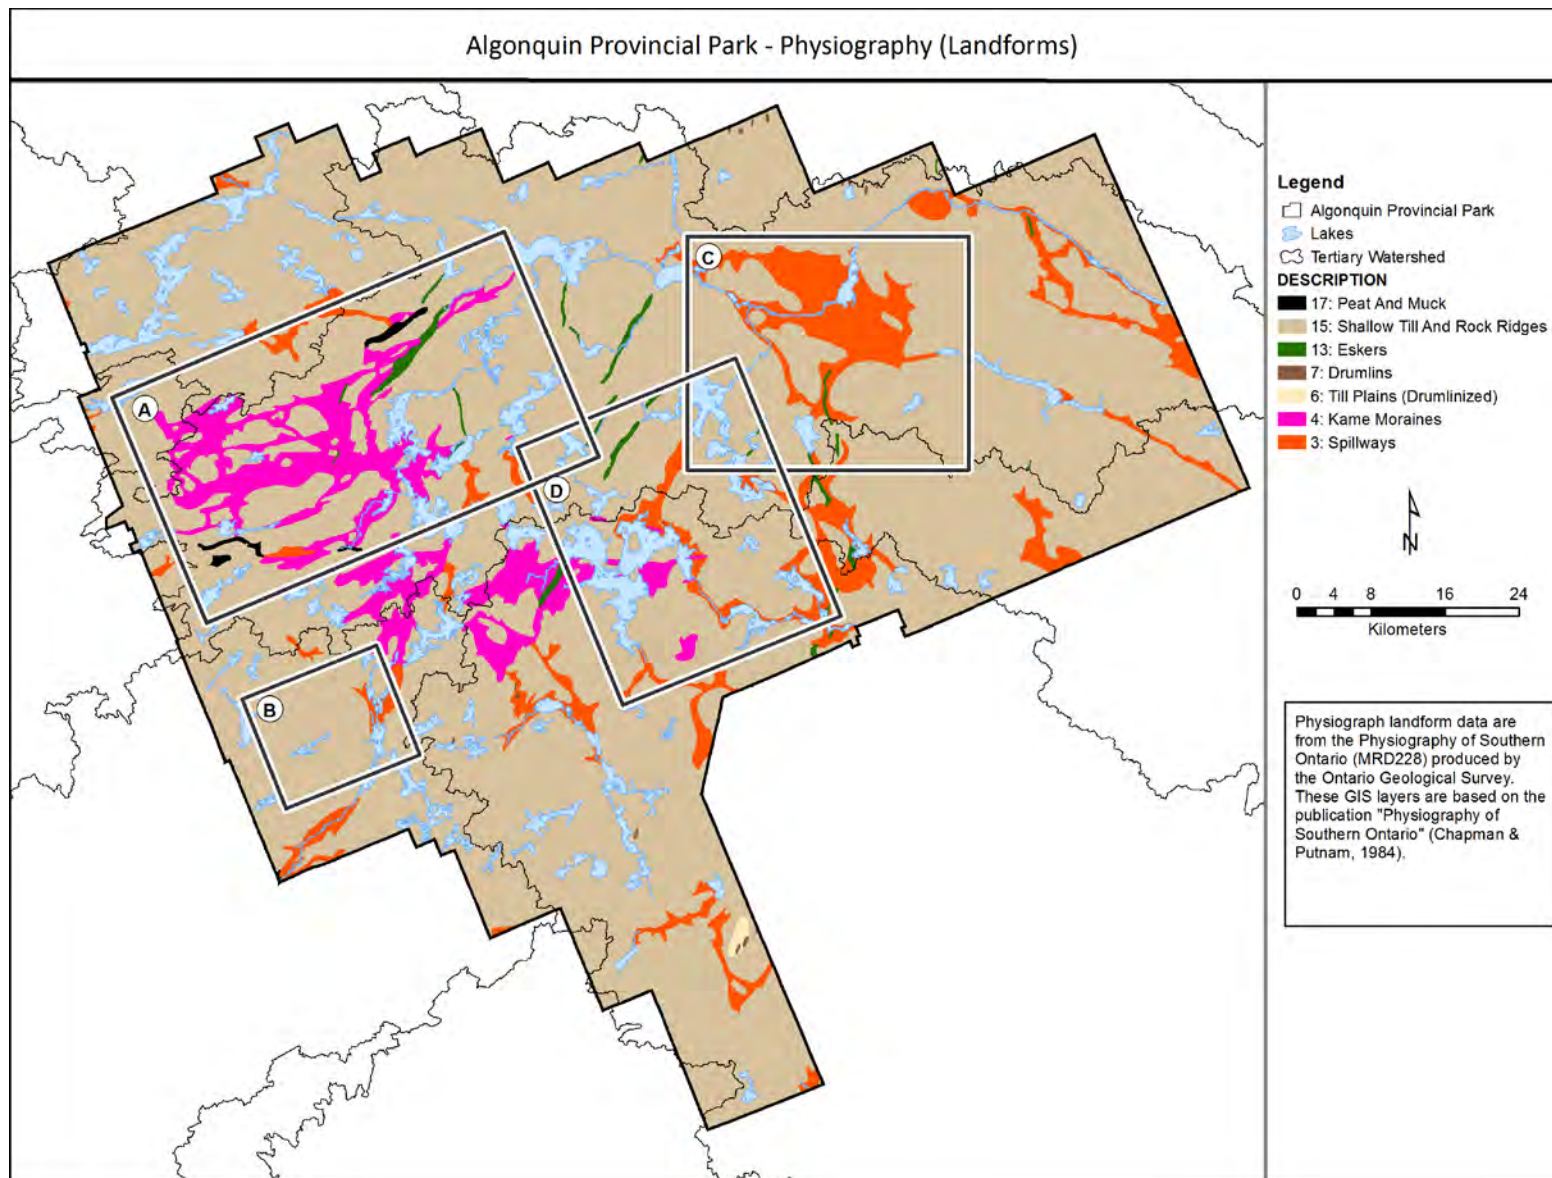 Algonquin Provincial Park - Physiography (Landforms)
A
B
C
D
Legend
Algonquin Provincial Park
Lakes
Tertiary Watershed
DESCRIPTION
17: Peat And Muck
15: Shallow Till And Rock Ridges
13: Eskers
7: Drumlins
6: Till Plains (Drumlinized)
4: Kame Moraines
3: Spillways
N
0 4 8 16 24
Kilometers
Physiograph landform data are
from the Physiography of Southern
Ontario (MRD228) produced by
the Ontario Geological Survey.
These GIS layers are based on the
publication "Physiography of
Southern Ontario" (Chapman &
Putnam, 1984).